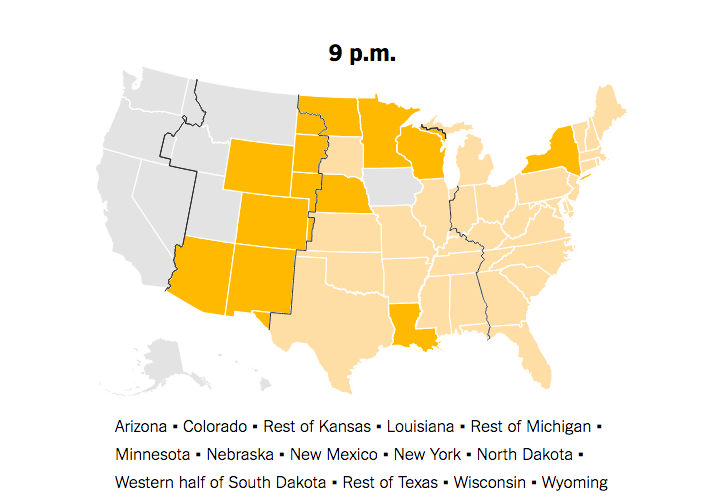 9 p.m.
Arizona ▪ Colorado ▪ Rest of Kansas ▪ Louisiana ▪ Rest of Michigan ▪
Minnesota ▪ Nebraska ▪ New Mexico ▪ New York ▪ North Dakota ▪
Western half of South Dakota ▪ Rest of Texas ▪ Wisconsin ▪ Wyoming